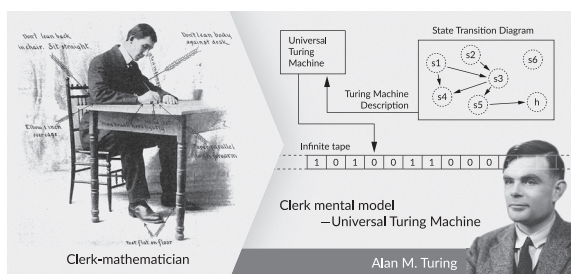 Don't lean back
in chair. Sit straight.
Don't lean body
against desk.
Elbow 1 inch
over edge.
Feet flat on floor
Clerk-mathematician
Universal
Turing
Machine
State Transition Diagram
s1
s2
s3
s4
s5
s6
h
Turing Machine
Description
Infinite tape
1 0 1 0 0 1 1 0 0 0
Clerk mental model
—Universal Turing Machine
Alan M. Turing